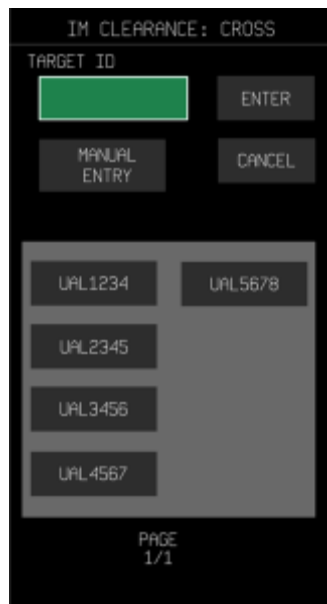 IM CLEARANCE: CROSS
TARGET ID
ENTER
MANUAL
ENTRY
CANCEL
UAL1234
UAL5678
UAL2345
UAL3456
UAL4567
PAGE
1/1